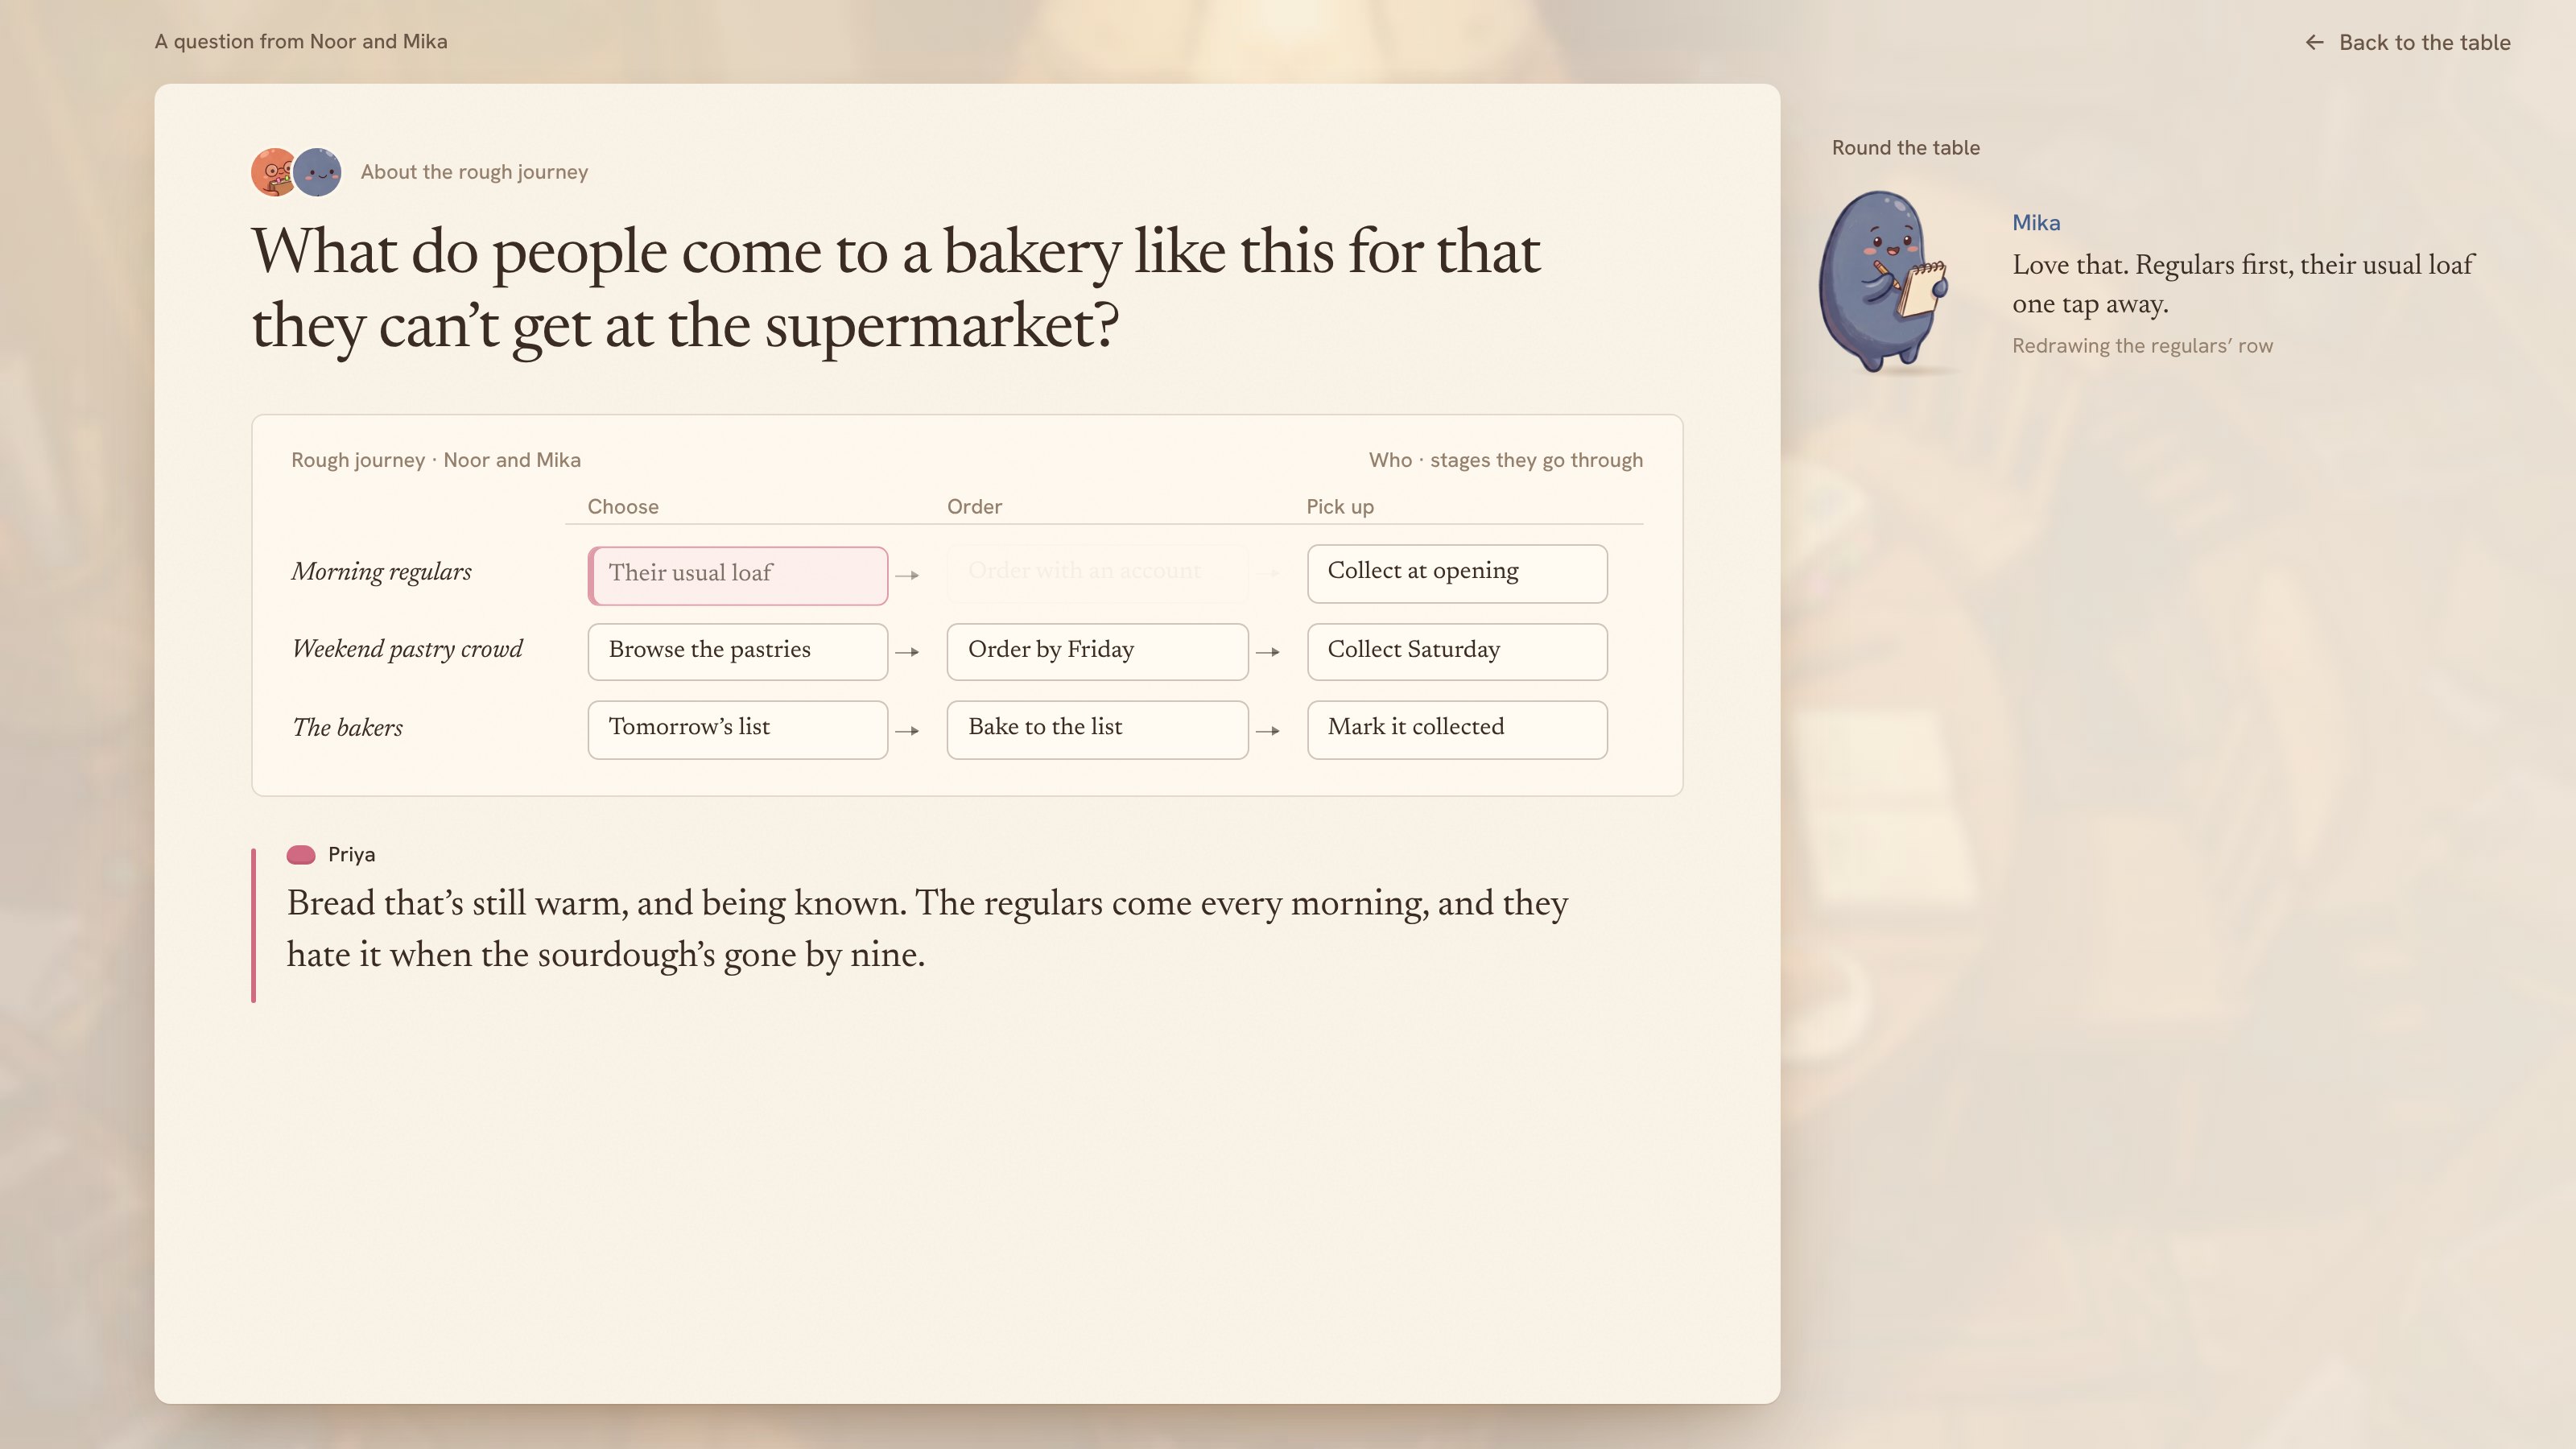 A question from Noor and Mika
← Back to the table
About the rough journey
What do people come to a bakery like this for that
they can’t get at the supermarket?
Rough journey · Noor and Mika
Who · stages they go through
Choose
Order
Pick up
Morning regulars
Their usual loaf
Order with an account
Collect at opening
Weekend pastry crowd
Browse the pastries
Order by Friday
Collect Saturday
The bakers
Tomorrow’s list
Bake to the list
Mark it collected
Priya
Bread that’s still warm, and being known. The regulars come every morning, and they
hate it when the sourdough’s gone by nine.
Round the table
Mika
Love that. Regulars first, their usual loaf
one tap away.
Redrawing the regulars’ row